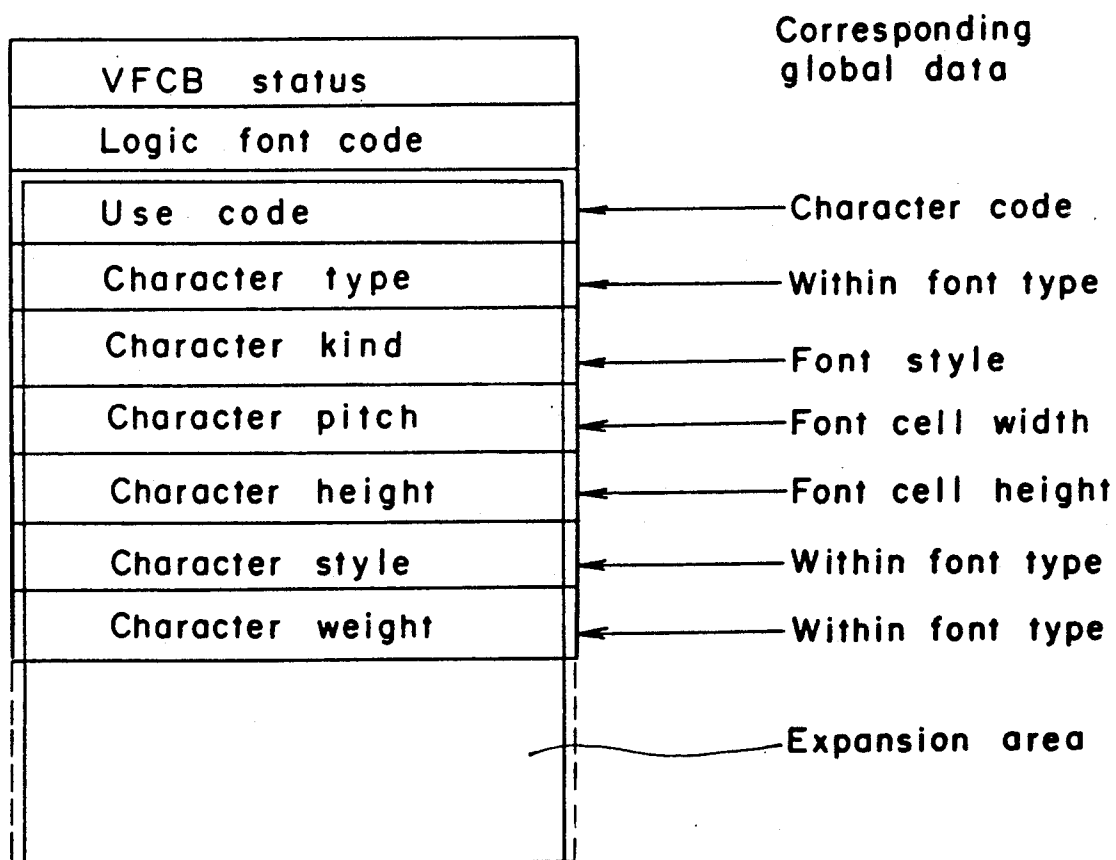 Corresponding
global data
VFCB status
Logic font code
Use code
Character code
Character type
Within font type
Character kind
Font style
Character pitch
Font cell width
Character height
Font cell height
Character style
Within font type
Character weight
Within font type
Expansion area